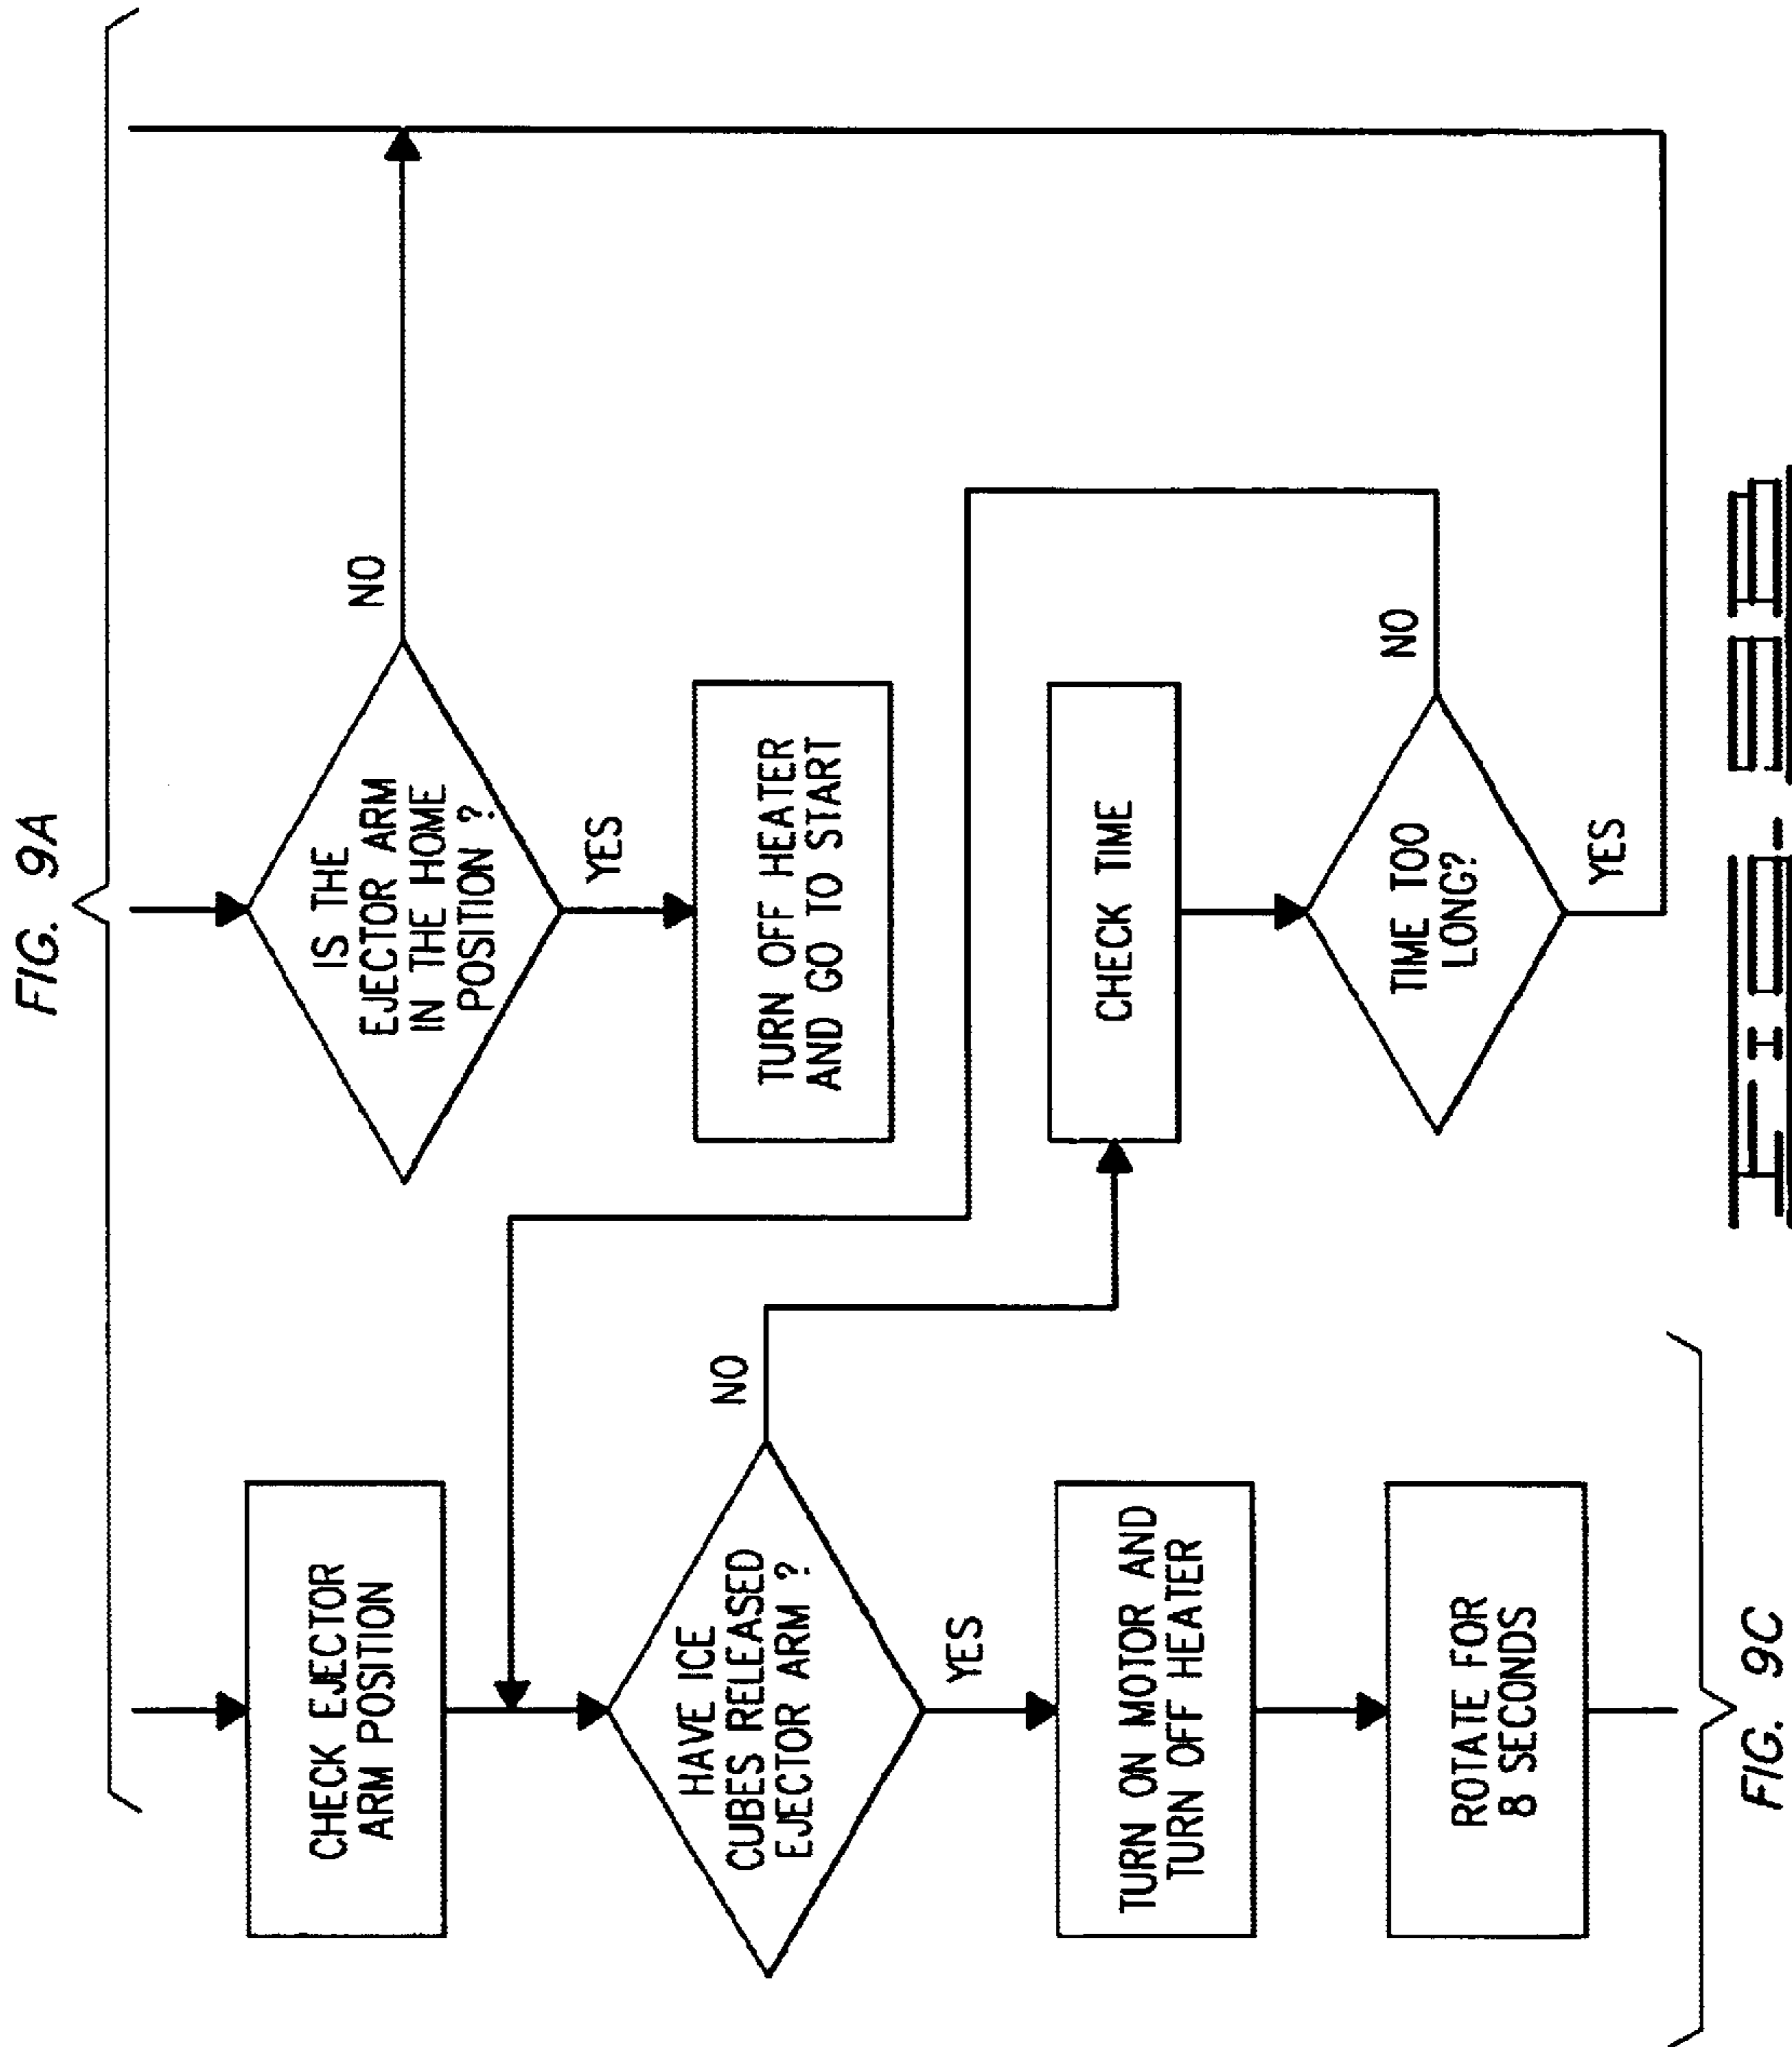 FIG. 9A
CHECK EJECTOR
ARM POSITION
HAVE ICE
CUBES RELEASED
EJECTOR ARM ?
NO
YES
TURN ON MOTOR AND
TURN OFF HEATER
ROTATE FOR
8 SECONDS
IS THE
EJECTOR ARM
IN THE HOME
POSITION ?
NO
YES
TURN OFF HEATER
AND GO TO START
CHECK TIME
TIME TOO
LONG?
NO
YES
FIG. 9C